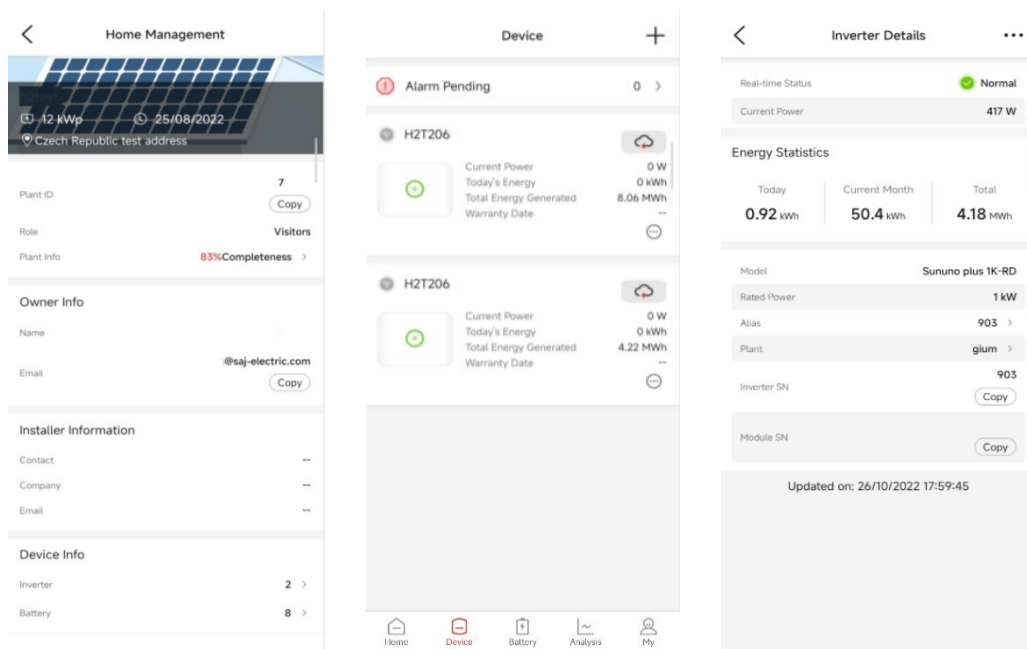 Home Management
12 kWp 25/08/2022
Czech Republic test address
Plant ID 7
Copy
Role Visitors
Plant Info 83%Completeness
Owner Info
Name
Email @saj-electric.com
Copy
Installer Information
Contact --
Company --
Email --
Device Info
Inverter 2
Battery 8
Device
Alarm Pending 0
H2T206
Current Power 0 W
Today's Energy 0 kWh
Total Energy Generated 8.06 MWh
Warranty Date --
H2T206
Current Power 0 W
Today's Energy 0 kWh
Total Energy Generated 4.22 MWh
Warranty Date --
Home Device Battery Analysis My
Inverter Details
Real-time Status Normal
Current Power 417 W
Energy Statistics
Today Current Month Total
0.92 kWh 50.4 kWh 4.18 MWh
Model Sununo plus 1K-RD
Rated Power 1 kW
Alias 903
Plant gium
Inverter SN 903
Copy
Module SN
Copy
Updated on: 26/10/2022 17:59:45